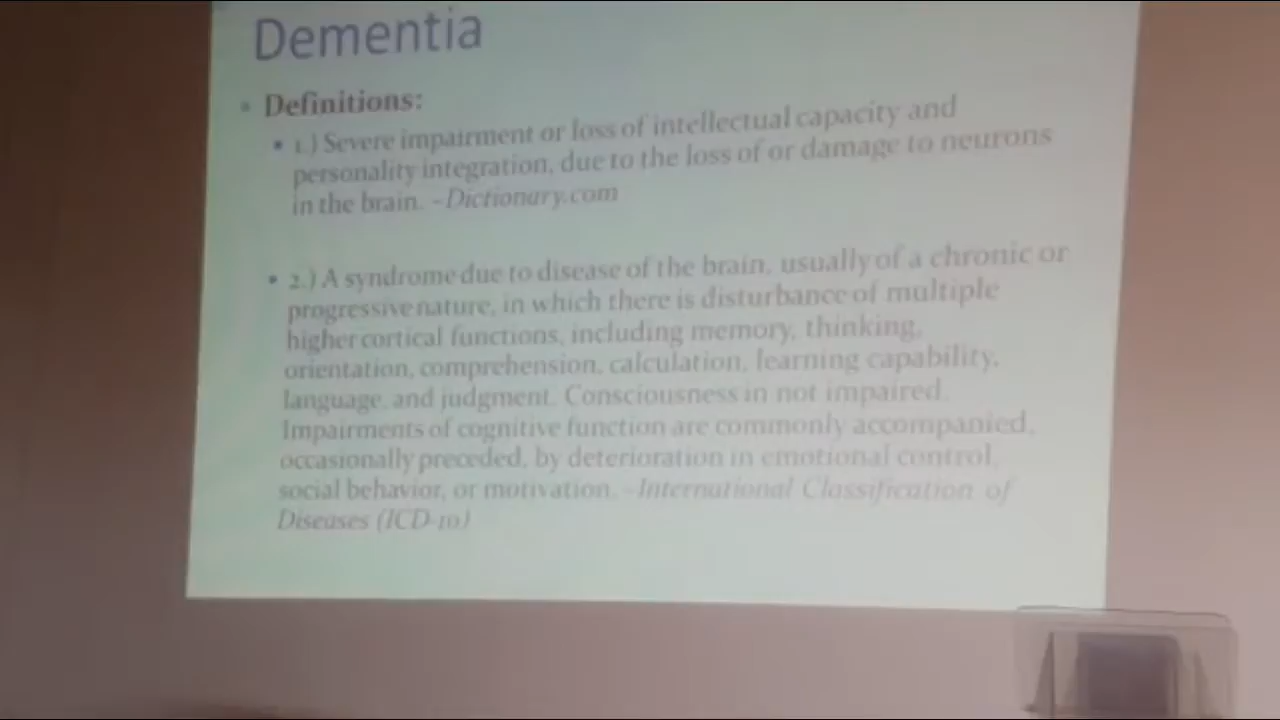 Dementia
• Definitions:
• 1.) Severe impairment or loss of intellectual capacity and
personality integration, due to the loss of or damage to neurons
in the brain. -Dictionary.com
• 2.) A syndrome due to disease of the brain, usually of a chronic or
progressive nature, in which there is disturbance of multiple
higher cortical functions, including memory, thinking,
orientation, comprehension, calculation, learning capability,
language, and judgment. Consciousness in not impaired.
Impairments of cognitive function are commonly accompanied,
occasionally preceded, by deterioration in emotional control,
social behavior, or motivation. -International Classification of
Diseases (ICD-10)